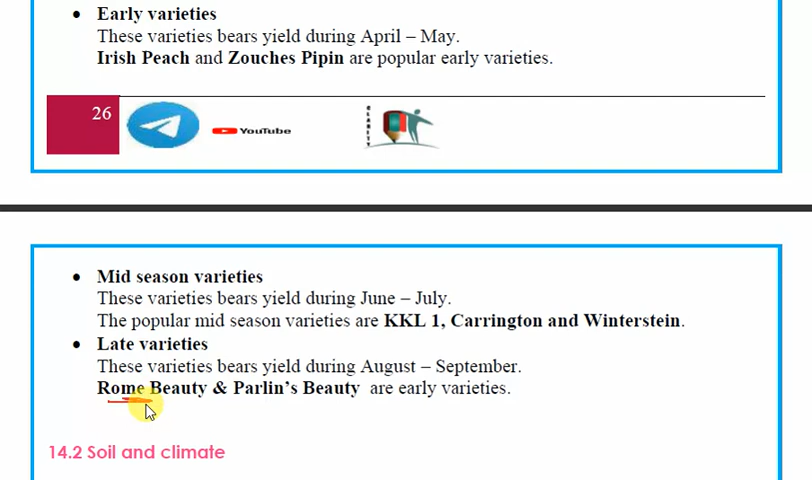 Early varieties
These varieties bears yield during April – May.
Irish Peach and Zouches Pipin are popular early varieties.
26
YouTube
CLARITY
Mid season varieties
These varieties bears yield during June – July.
The popular mid season varieties are KKL 1, Carrington and Winterstein.
Late varieties
These varieties bears yield during August – September.
Rome Beauty & Parlin's Beauty are early varieties.
14.2 Soil and climate